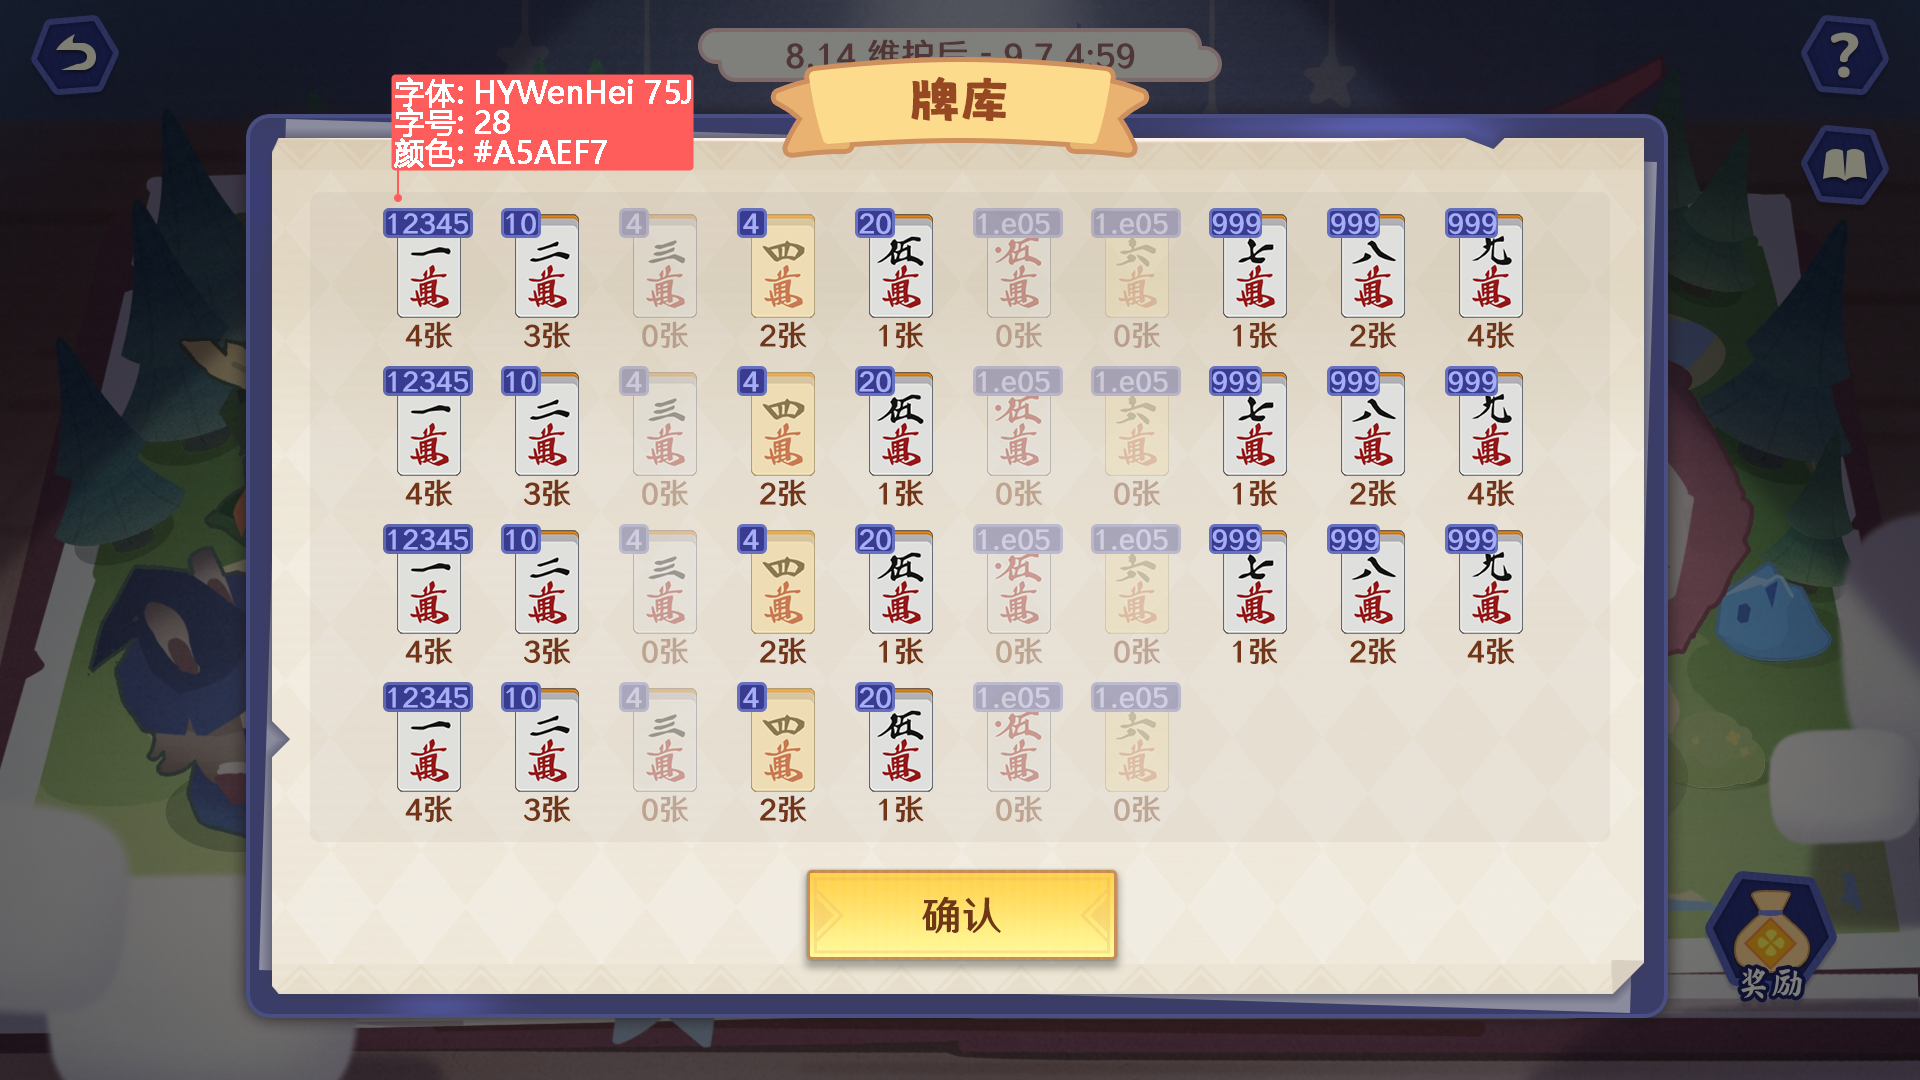 8.14 维护后 - 9.7 4:59
牌库
字体: HYWenHei 75J
字号: 28
颜色: #A5AEF7
12345 10 4 4 20 1.e05 1.e05 999 999 999
一萬 二萬 三萬 四萬 伍萬 伍萬 六萬 七萬 八萬 九萬
4张 3张 0张 2张 1张 0张 0张 1张 2张 4张
12345 10 4 4 20 1.e05 1.e05 999 999 999
一萬 二萬 三萬 四萬 伍萬 伍萬 六萬 七萬 八萬 九萬
4张 3张 0张 2张 1张 0张 0张 1张 2张 4张
12345 10 4 4 20 1.e05 1.e05 999 999 999
一萬 二萬 三萬 四萬 伍萬 伍萬 六萬 七萬 八萬 九萬
4张 3张 0张 2张 1张 0张 0张 1张 2张 4张
12345 10 4 4 20 1.e05 1.e05
一萬 二萬 三萬 四萬 伍萬 伍萬 六萬
4张 3张 0张 2张 1张 0张 0张
确认
奖励
?